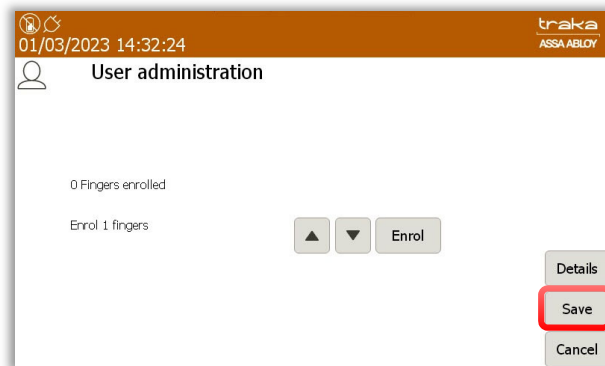 traka
01/03/2023 14:32:24
ASSA ABLOY
User administration
0 Fingers enrolled
Enrol 1 fingers
Enrol
Details
Save
Cancel